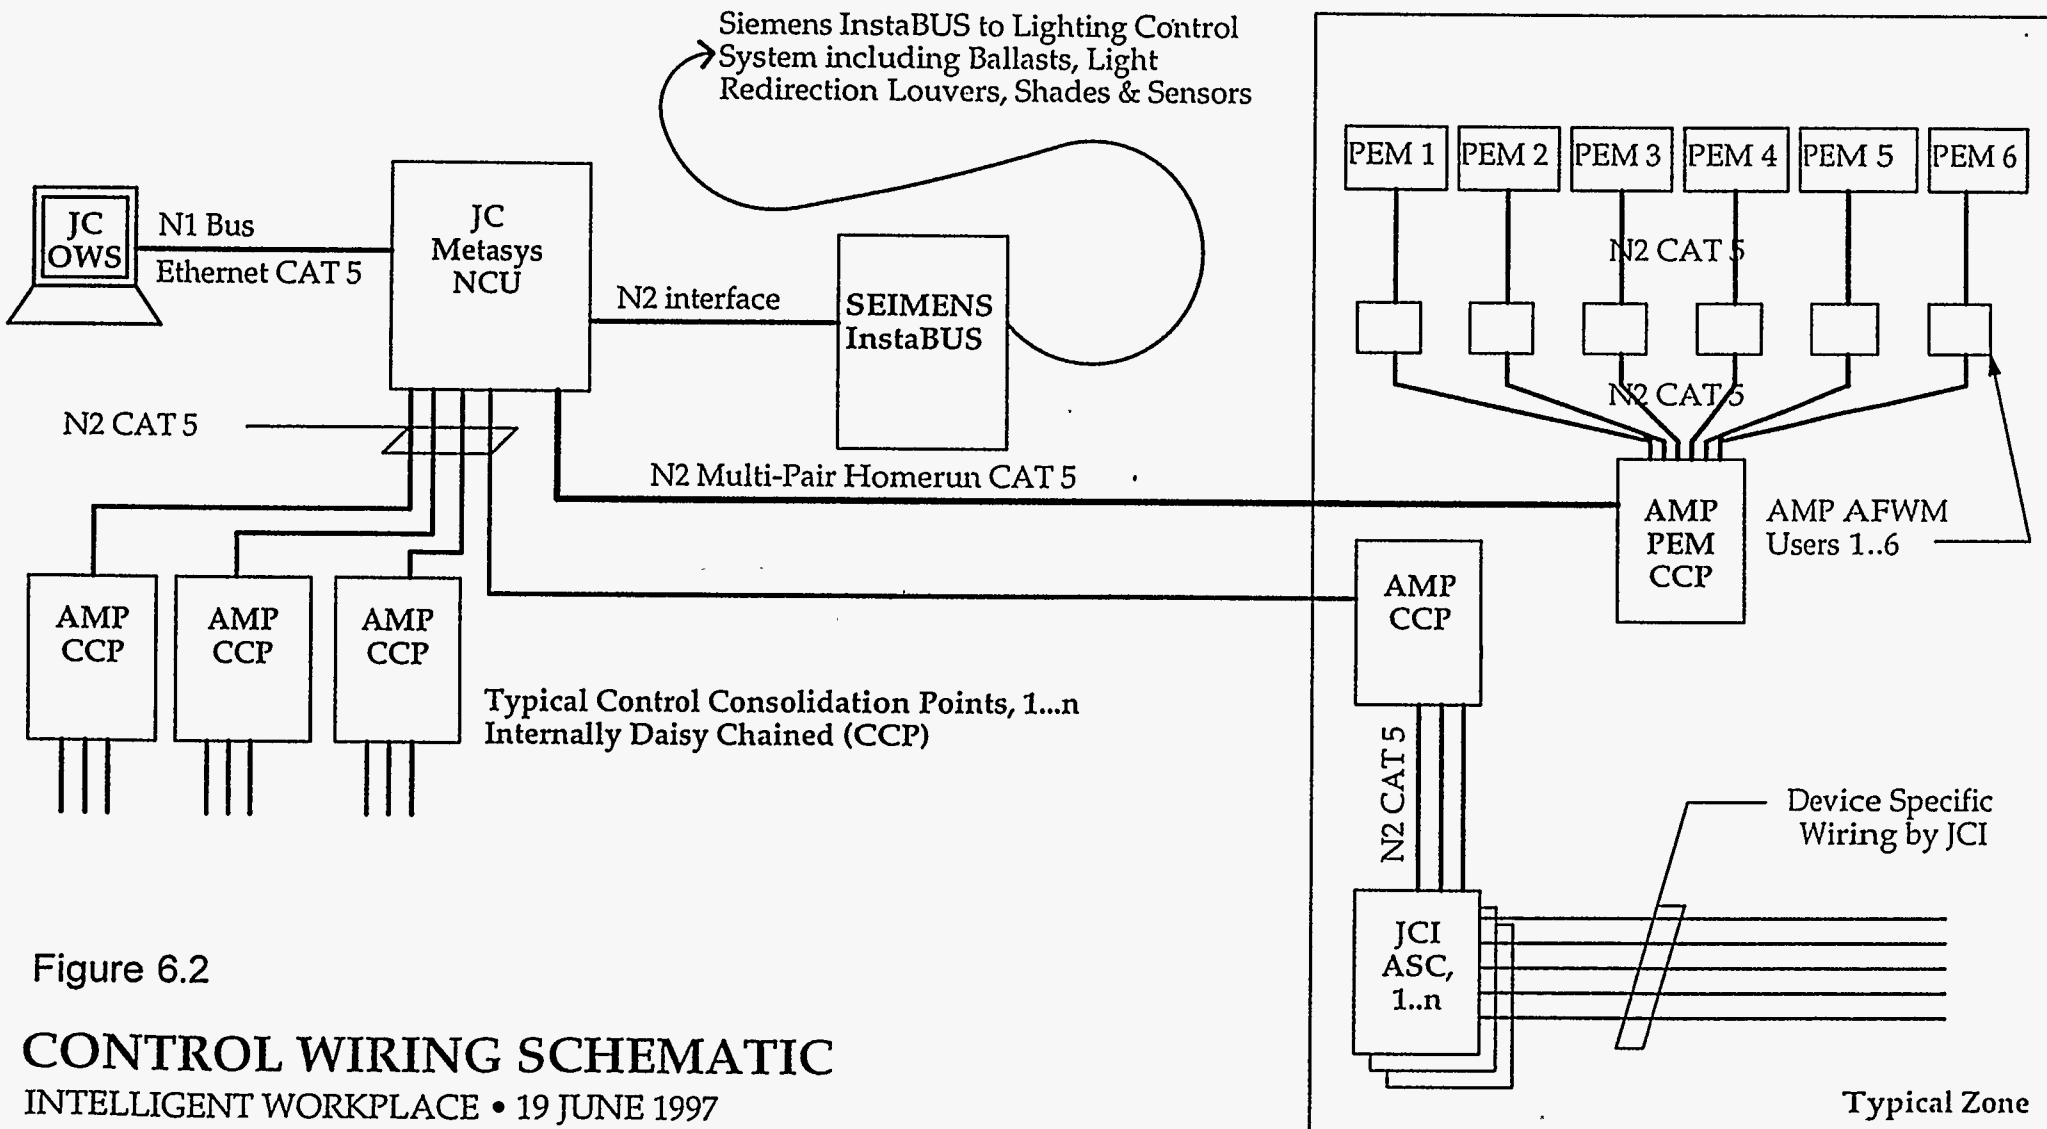 Siemens InstaBUS to Lighting Control
System including Ballasts, Light
Redirection Louvers, Shades & Sensors
JC
OWS
N1 Bus
Ethernet CAT 5
JC
Metasys
NCU
N2 interface
SEIMENS
InstaBUS
PEM 1
PEM 2
PEM 3
PEM 4
PEM 5
PEM 6
N2 CAT 5
N2 CAT 5
N2 CAT 5
N2 Multi-Pair Homerun CAT 5
AMP
PEM
CCP
AMP AFWM
Users 1..6
AMP
CCP
AMP
CCP
AMP
CCP
AMP
CCP
Typical Control Consolidation Points, 1...n
Internally Daisy Chained (CCP)
N2 CAT 5
Device Specific
Wiring by JCI
JCI
ASC,
1..n
Figure 6.2
CONTROL WIRING SCHEMATIC
INTELLIGENT WORKPLACE • 19 JUNE 1997
Typical Zone